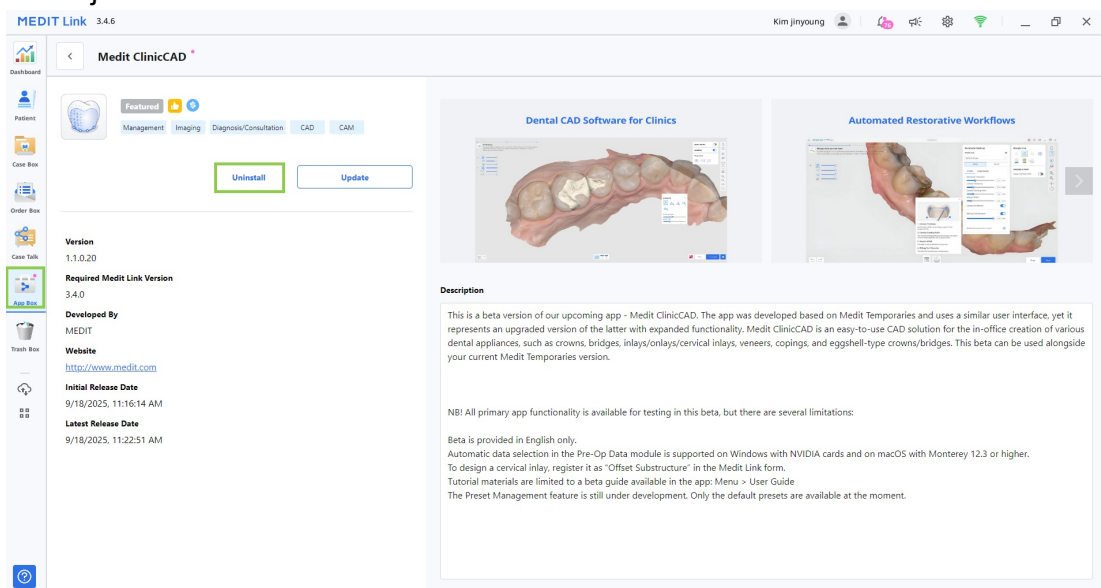 MEDIT Link 3.4.6
Kim jinyoung
76
Dashboard
Patient
Case Box
Order Box
Case Talk
App Box
Trash Box
Medit ClinicCAD
Featured
Management Imaging Diagnosis/Consultation CAD CAM
Uninstall Update
Version
1.1.0.20
Required Medit Link Version
3.4.0
Developed By
MEDIT
Website
http://www.medit.com
Initial Release Date
9/18/2025, 11:16:14 AM
Latest Release Date
9/18/2025, 11:22:51 AM
Dental CAD Software for Clinics
Automated Restorative Workflows
Description
This is a beta version of our upcoming app - Medit ClinicCAD. The app was developed based on Medit Temporaries and uses a similar user interface, yet it
represents an upgraded version of the latter with expanded functionality. Medit ClinicCAD is an easy-to-use CAD solution for the in-office creation of various
dental appliances, such as crowns, bridges, inlays/onlays/cervical inlays, veneers, copings, and eggshell-type crowns/bridges. This beta can be used alongside
your current Medit Temporaries version.
NB! All primary app functionality is available for testing in this beta, but there are several limitations:
Beta is provided in English only.
Automatic data selection in the Pre-Op Data module is supported on Windows with NVIDIA cards and on macOS with Monterey 12.3 or higher.
To design a cervical inlay, register it as "Offset Substructure" in the Medit Link form.
Tutorial materials are limited to a beta guide available in the app: Menu > User Guide
The Preset Management feature is still under development. Only the default presets are available at the moment.